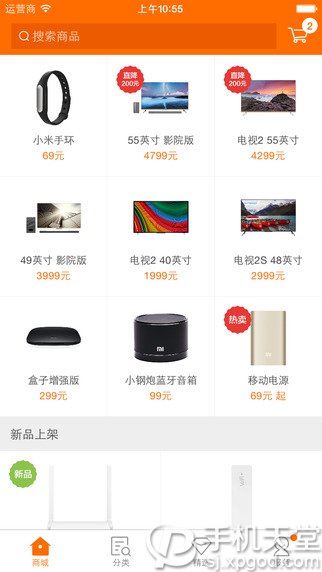 运营商
上午10:55
搜索商品
2
直降
200元
直降
200元
小米手环
55英寸 影院版
电视2 55英寸
69元
4799元
4299元
49英寸 影院版
电视2 40英寸
电视2S 48英寸
3999元
1999元
2999元
热卖
mi
盒子增强版
小钢炮蓝牙音箱
移动电源
299元
99元
69元 起
新品上架
新品
商城
分类
精选
手机天堂
sj.xpgod.com